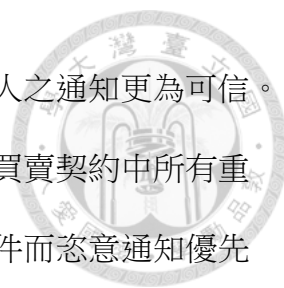 人之通知更為可信。
買賣契約中所有重
件而恣意通知優先